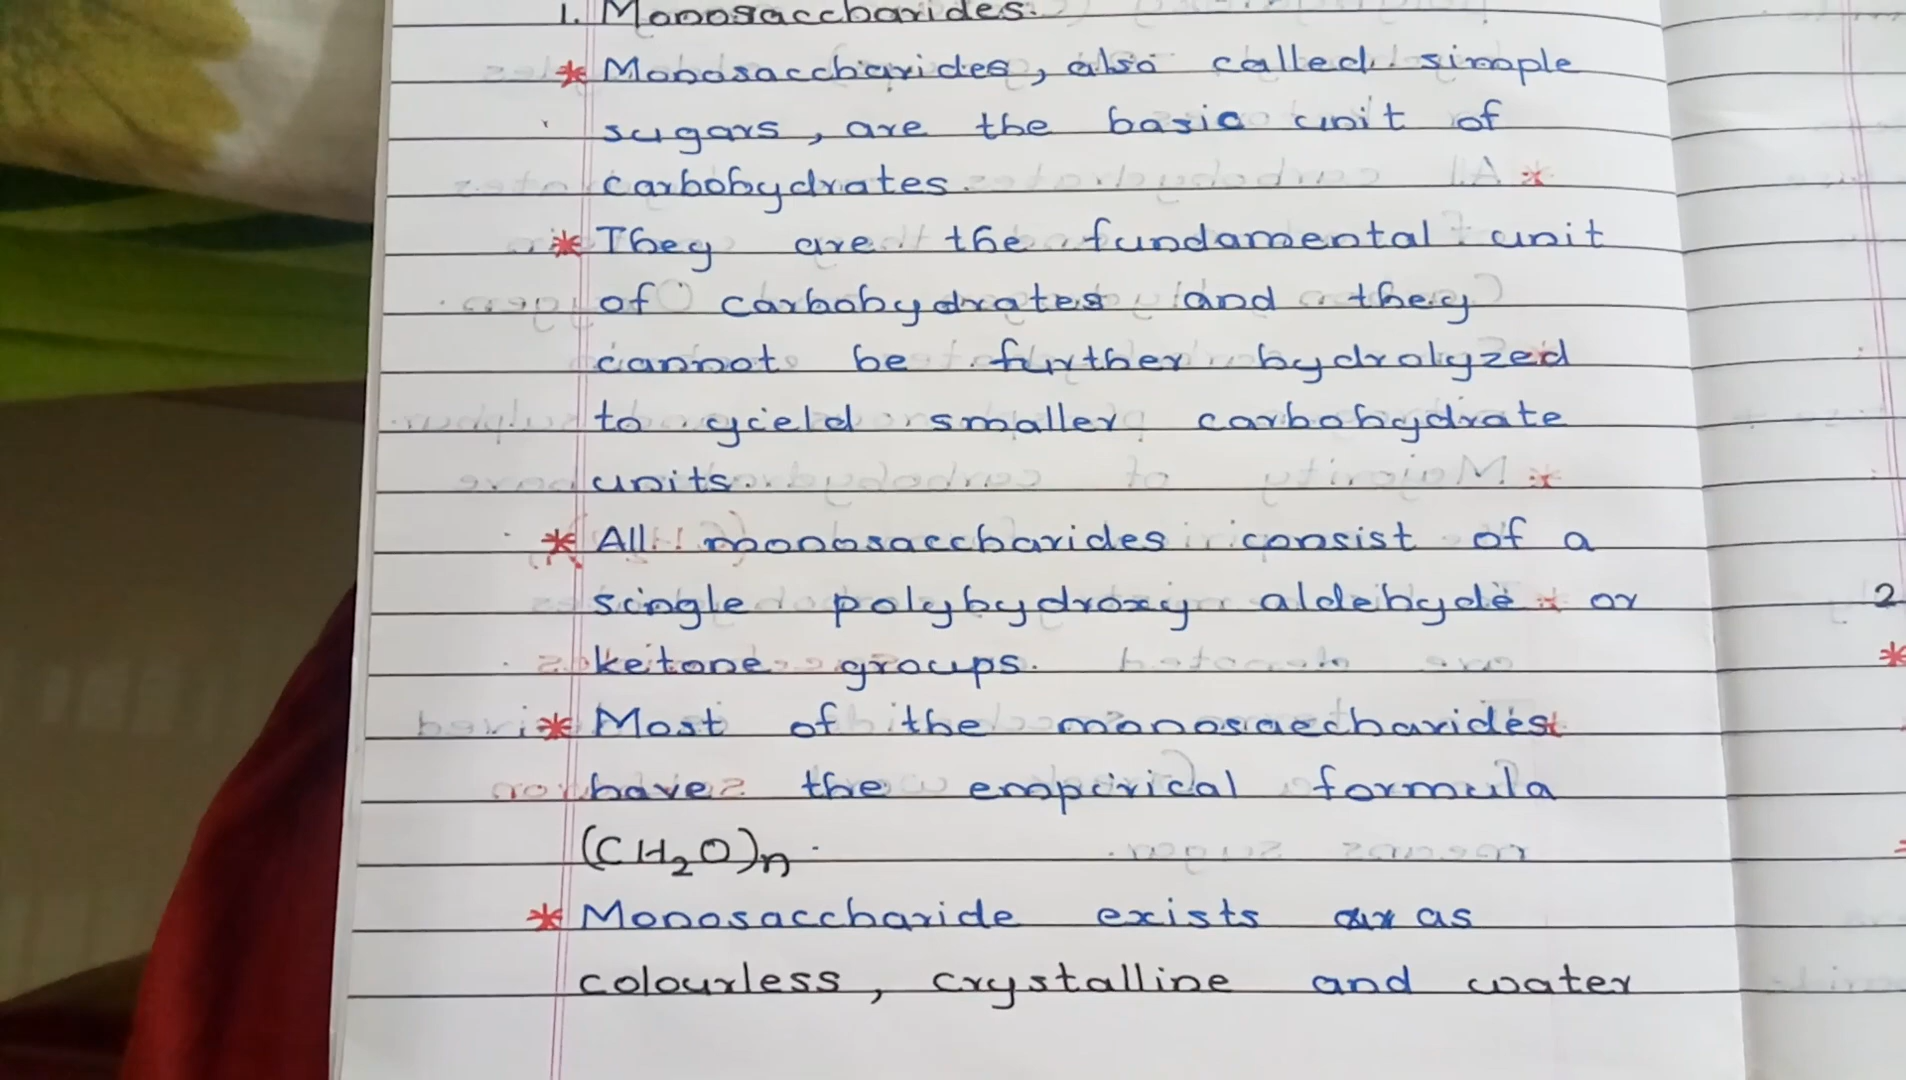 1. Monosaccharides.
* Monosaccharides, also called simple
sugars, are the basic unit of
carbohydrates.
* They are the fundamental unit
of carbohydrates and they
cannot be further hydrolyzed
to yield smaller carbohydrate
units.
* All monosaccharides consist of a
single polyhydroxy aldehyde or
ketone groups.
* Most of the monosaccharides
have the empirical formula
(CH₂O)n.
* Monosaccharide exists as
colourless, crystalline and water
2
*